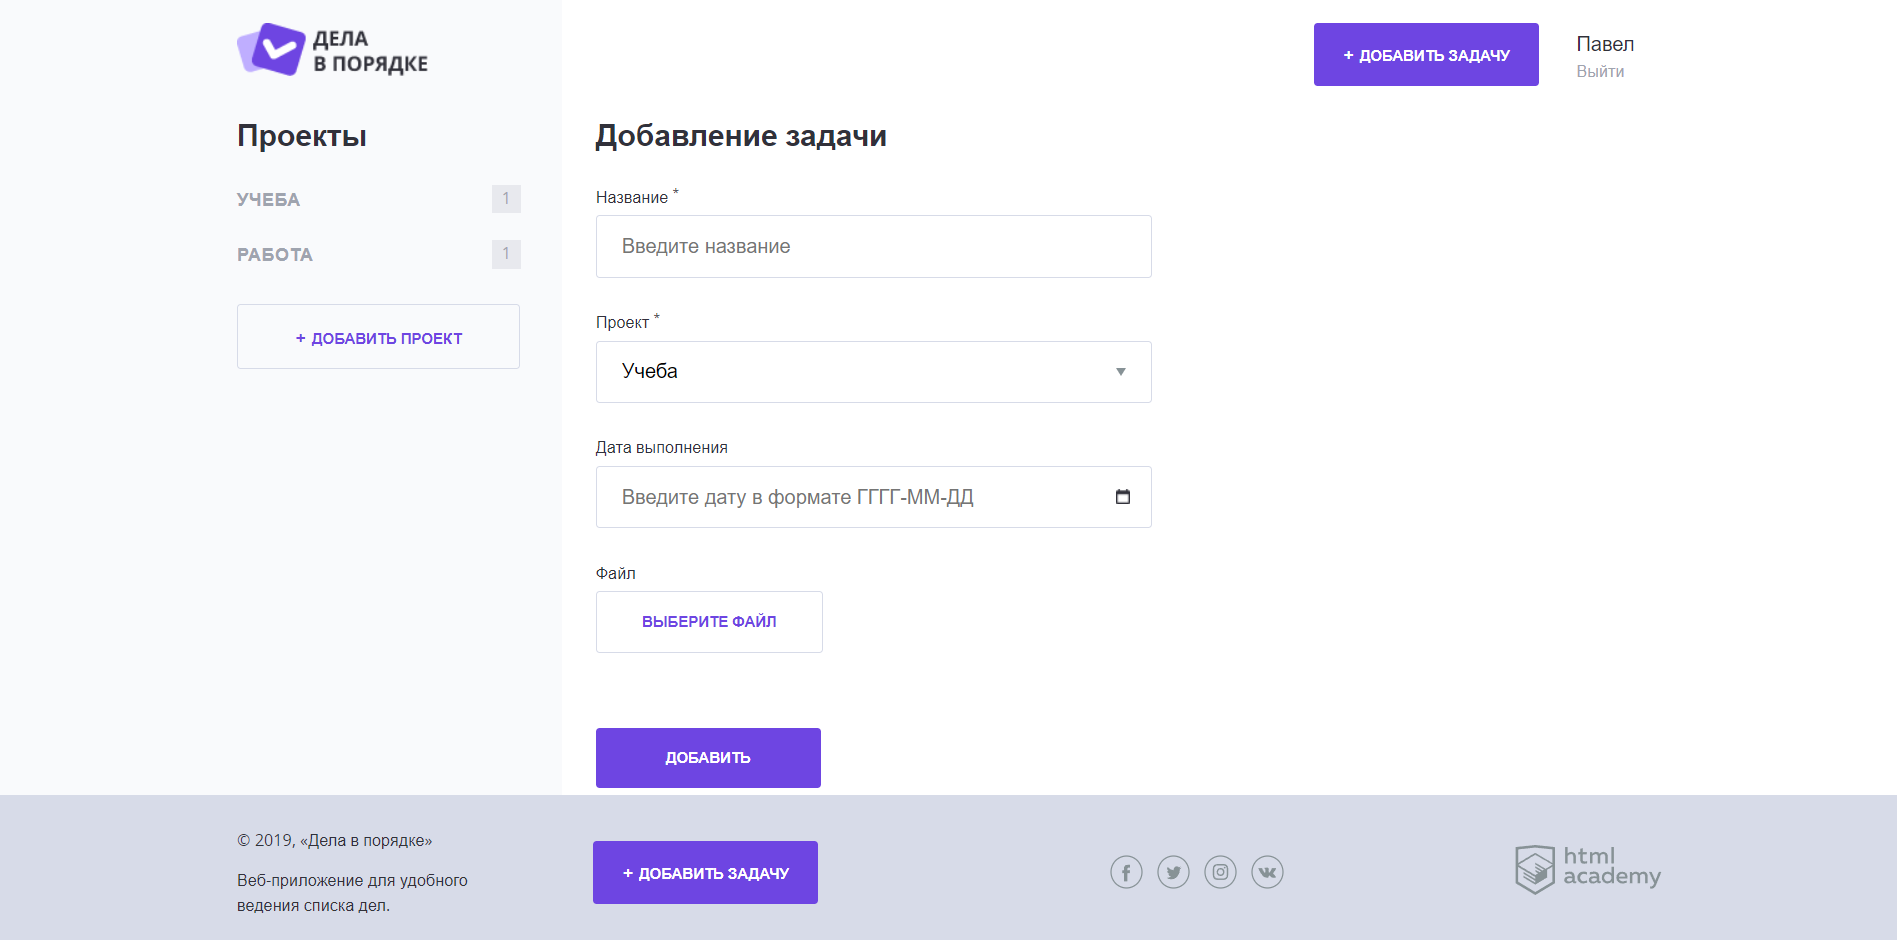 ДЕЛА
В ПОРЯДКЕ
+ ДОБАВИТЬ ЗАДАЧУ
Павел
Выйти
Проекты
УЧЕБА 1
РАБОТА 1
+ ДОБАВИТЬ ПРОЕКТ
Добавление задачи
Название *
Введите название
Проект *
Учеба
Дата выполнения
Введите дату в формате ГГГГ-ММ-ДД
Файл
ВЫБЕРИТЕ ФАЙЛ
ДОБАВИТЬ
© 2019, «Дела в порядке»
Веб-приложение для удобного
ведения списка дел.
+ ДОБАВИТЬ ЗАДАЧУ
html
academy